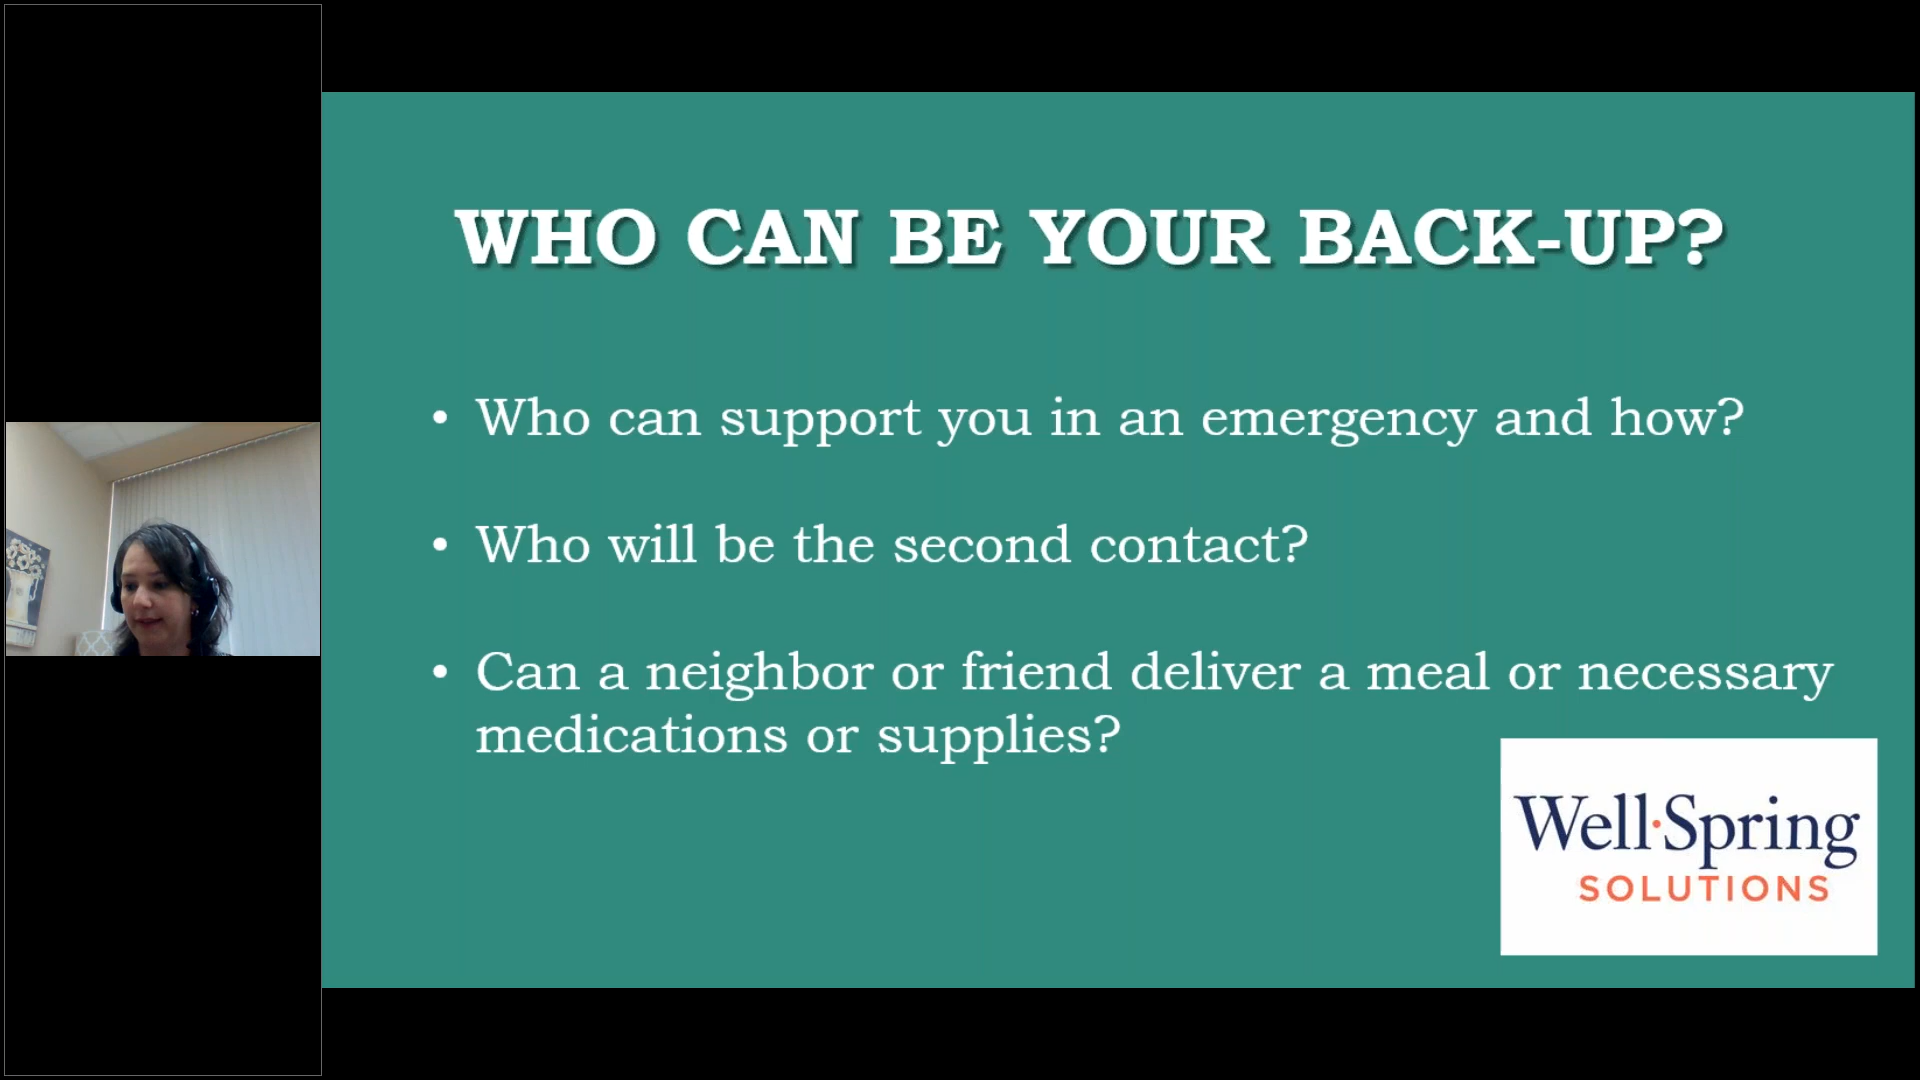 WHO CAN BE YOUR BACK-UP?
• Who can support you in an emergency and how?
• Who will be the second contact?
• Can a neighbor or friend deliver a meal or necessary
medications or supplies?
Well·Spring
SOLUTIONS